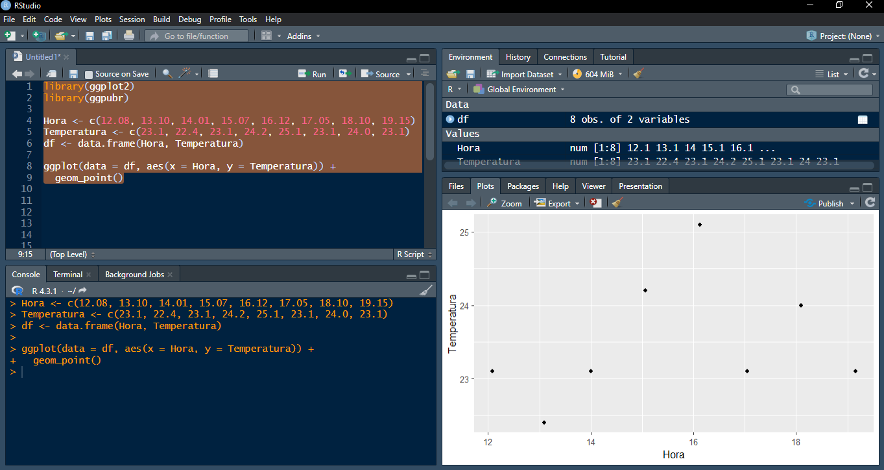 RStudio
File Edit Code View Plots Session Build Debug Profile Tools Help
Go to file/function Addins Project: (None)
Untitled1*
Source on Save Run Source
1 library(ggplot2)
2 library(ggpubr)
3
4 Hora <- c(12.08, 13.10, 14.01, 15.07, 16.12, 17.05, 18.10, 19.15)
5 Temperatura <- c(23.1, 22.4, 23.1, 24.2, 25.1, 23.1, 24.0, 23.1)
6 df <- data.frame(Hora, Temperatura)
7
8 ggplot(data = df, aes(x = Hora, y = Temperatura)) +
9 geom_point()
10
11
12
13
14
15
9:15 (Top Level) R Script
Console Terminal Background Jobs
R 4.3.1 · ~/
> Hora <- c(12.08, 13.10, 14.01, 15.07, 16.12, 17.05, 18.10, 19.15)
> Temperatura <- c(23.1, 22.4, 23.1, 24.2, 25.1, 23.1, 24.0, 23.1)
> df <- data.frame(Hora, Temperatura)
>
> ggplot(data = df, aes(x = Hora, y = Temperatura)) +
+ geom_point()
>
Environment History Connections Tutorial
Import Dataset 604 MiB List
R Global Environment
Data
df 8 obs. of 2 variables
Values
Hora num [1:8] 12.1 13.1 14 15.1 16.1 ...
Temperatura num [1:8] 23.1 22.4 23.1 24.2 25.1 23.1 24 23.1
Files Plots Packages Help Viewer Presentation
Zoom Export Publish
25
24
23
Temperatura
12 14 16 18
Hora